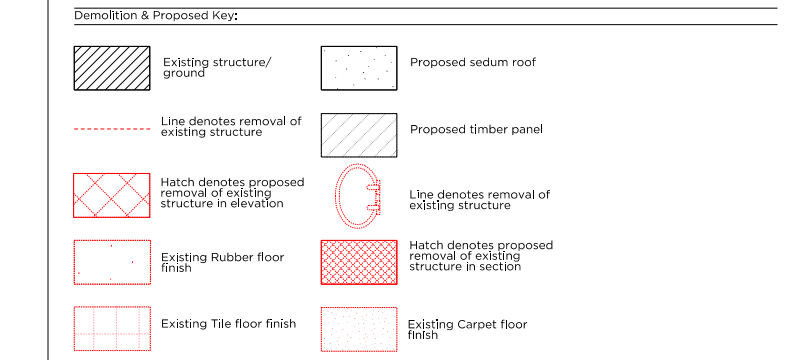 Demolition & Proposed Key:
Existing structure/
ground
Proposed sedum roof
Line denotes removal of
existing structure
Proposed timber panel
Hatch denotes proposed
removal of existing
structure in elevation
Line denotes removal of
existing structure
Existing Rubber floor
finish
Hatch denotes proposed
removal of existing
structure in section
Existing Tile floor finish
Existing Carpet floor
finish